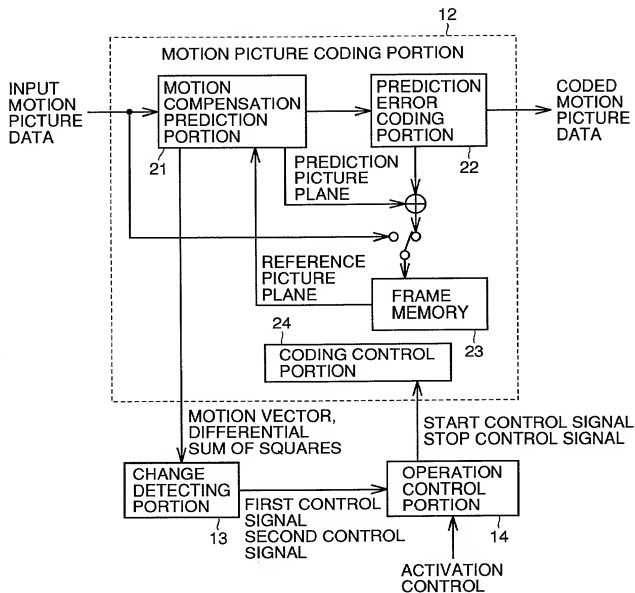 12
MOTION PICTURE CODING PORTION
INPUT
MOTION
PICTURE
DATA
MOTION
COMPENSATION
PREDICTION
PORTION
21
PREDICTION
ERROR
CODING
PORTION
22
CODED
MOTION
PICTURE
DATA
PREDICTION
PICTURE
PLANE
REFERENCE
PICTURE
PLANE
FRAME
MEMORY
23
24
CODING CONTROL
PORTION
MOTION VECTOR,
DIFFERENTIAL
SUM OF SQUARES
START CONTROL SIGNAL
STOP CONTROL SIGNAL
CHANGE
DETECTING
PORTION
13
FIRST CONTROL
SIGNAL
SECOND CONTROL
SIGNAL
OPERATION
CONTROL
PORTION
14
ACTIVATION
CONTROL